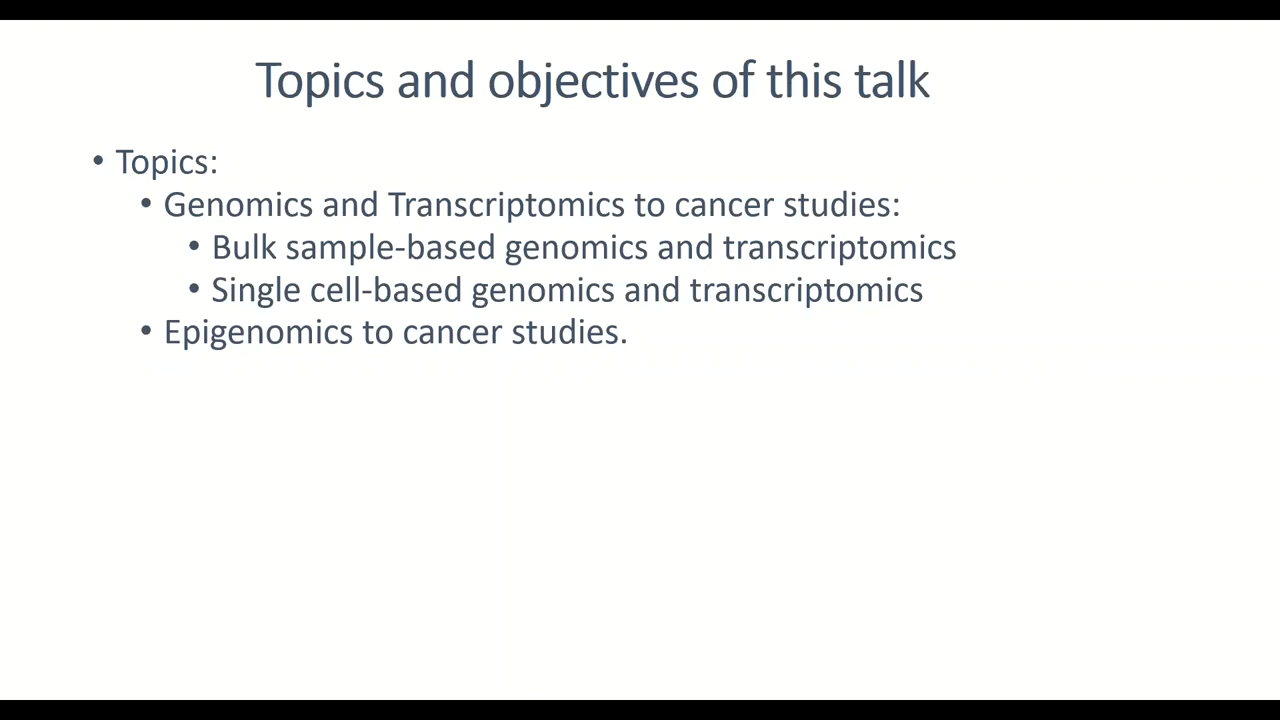 Topics and objectives of this talk
• Topics:
• Genomics and Transcriptomics to cancer studies:
• Bulk sample-based genomics and transcriptomics
• Single cell-based genomics and transcriptomics
• Epigenomics to cancer studies.